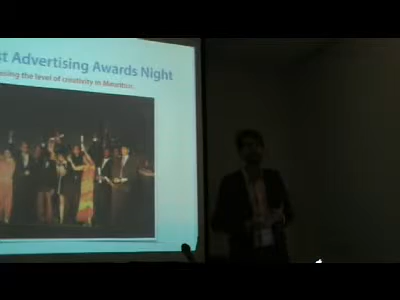 st Advertising Awards Night
the level of creativity in Mauritius.